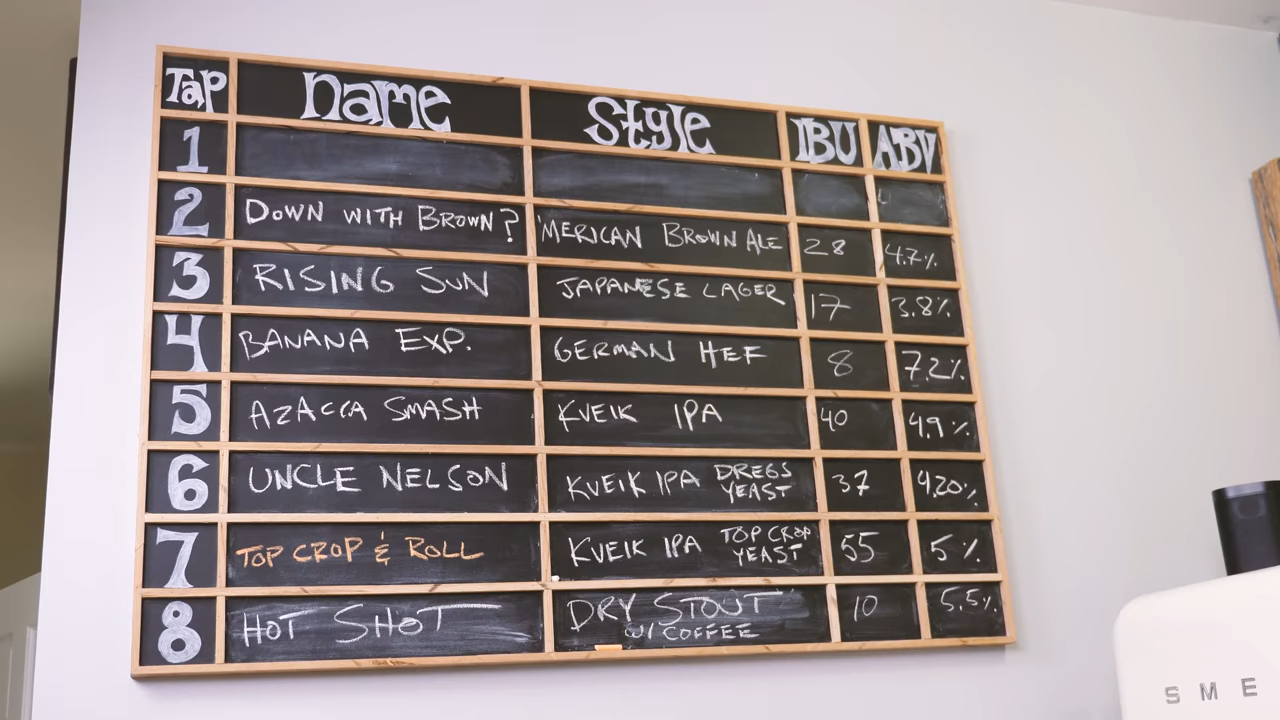 Tap Name Style IBU ABV
1
2 DOWN WITH BROWN? 'MERICAN BROWN ALE 28 4.7%
3 RISING SUN JAPANESE LAGER 17 3.8%
4 BANANA EXP. GERMAN HEF 8 7.2%
5 AZACCA SMASH KVEIK IPA 40 4.9%
6 UNCLE NELSON KVEIK IPA DREGS YEAST 37 4.20%
7 TOP CROP & ROLL KVEIK IPA TOP CROP YEAST 55 5%
8 HOT SHOT DRY STOUT W/ COFFEE 10 5.5%
SME